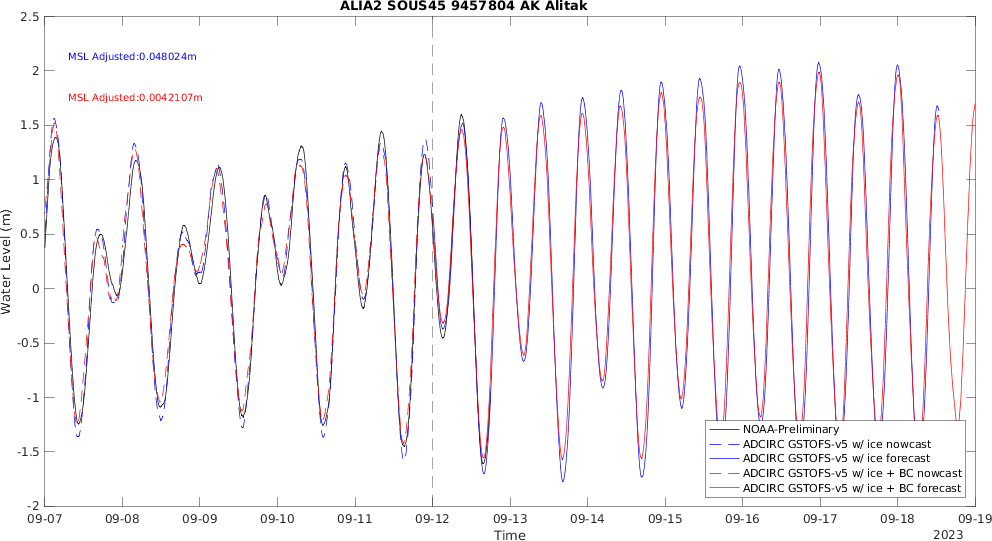 ALIA2 SOUS45 9457804 AK Alitak
2.5
2
1.5
1
0.5
0
-0.5
-1
-1.5
-2
Water Level (m)
MSL Adjusted:0.048024m
MSL Adjusted:0.0042107m
NOAA-Preliminary
ADCIRC GSTOFS-v5 w/ ice nowcast
ADCIRC GSTOFS-v5 w/ ice forecast
ADCIRC GSTOFS-v5 w/ ice + BC nowcast
ADCIRC GSTOFS-v5 w/ ice + BC forecast
09-07 09-08 09-09 09-10 09-11 09-12 09-13 09-14 09-15 09-16 09-17 09-18 09-19
Time
2023